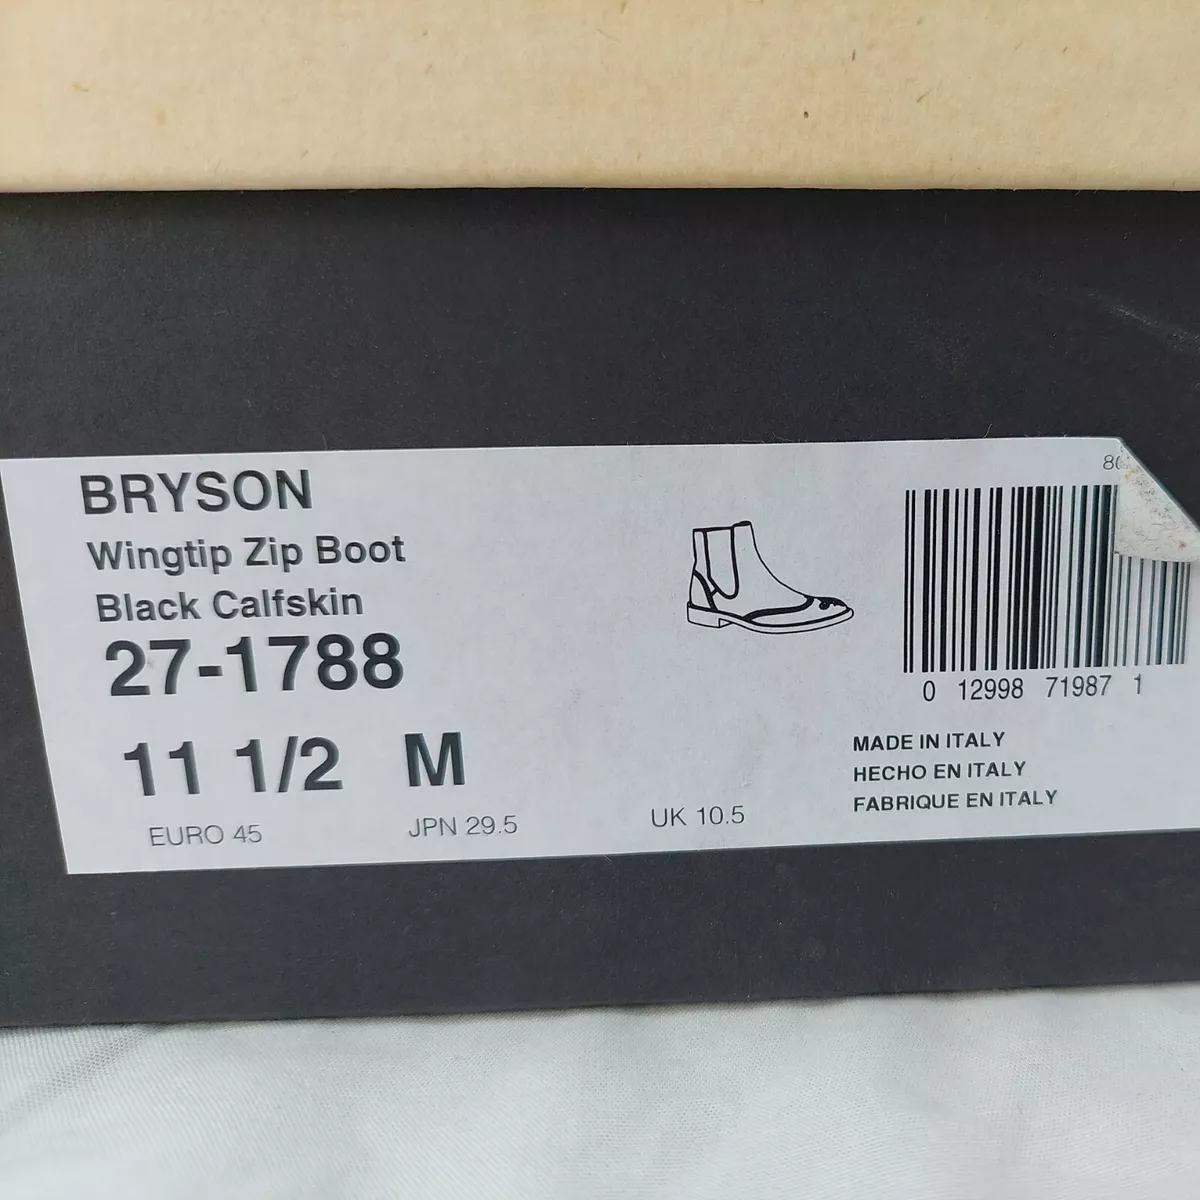 BRYSON
Wingtip Zip Boot
Black Calfskin
27-1788
11 1/2 M
EURO 45 JPN 29.5 UK 10.5
0 12998 71987 1
MADE IN ITALY
HECHO EN ITALY
FABRIQUE EN ITALY